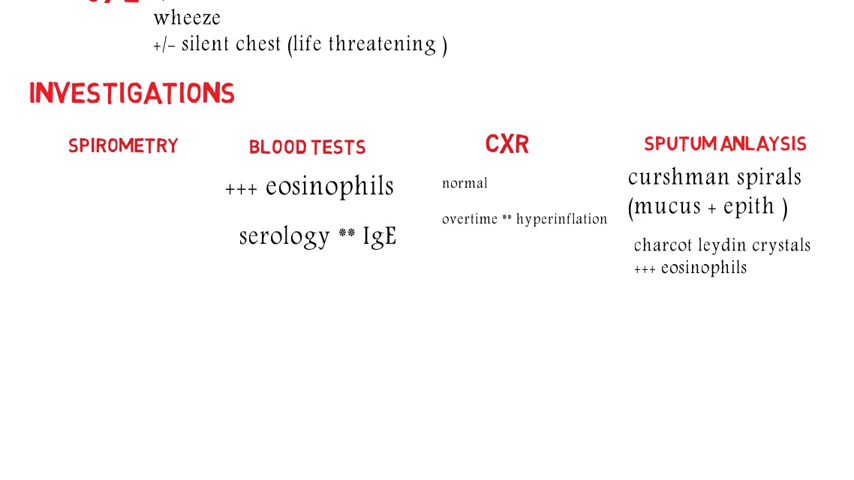 wheeze
+/- silent chest (life threatening )
INVESTIGATIONS
SPIROMETRY
BLOOD TESTS
+++ eosinophils
serology ** IgE
CXR
normal
overtime ** hyperinflation
SPUTUM ANLAYSIS
curshman spirals
(mucus + epith )
charcot leydin crystals
+++ eosinophils